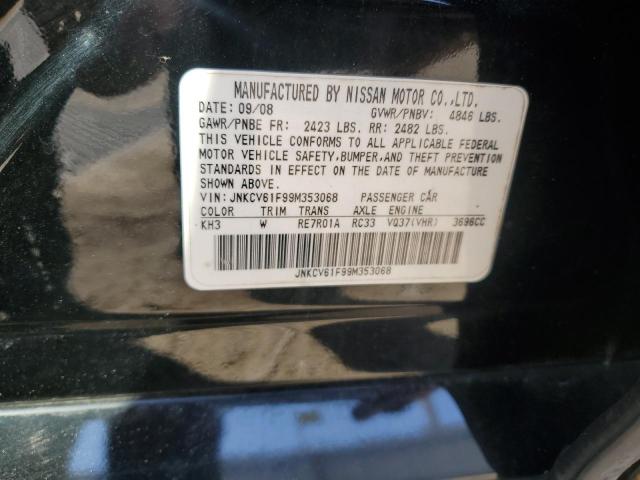 MANUFACTURED BY NISSAN MOTOR CO.,LTD.
DATE: 09/08 GVWR/PNBV: 4846 LBS.
GAWR/PNBE FR: 2423 LBS. RR: 2482 LBS.
THIS VEHICLE CONFORMS TO ALL APPLICABLE FEDERAL
MOTOR VEHICLE SAFETY,BUMPER,AND THEFT PREVENTION
STANDARDS IN EFFECT ON THE DATE OF MANUFACTURE
SHOWN ABOVE.
VIN: JNKCV61F99M353068 PASSENGER CAR
COLOR TRIM TRANS AXLE ENGINE
KH3 W RE7R01A RC33 VQ37(VHR) 3696CC
JNKCV61F99M353068